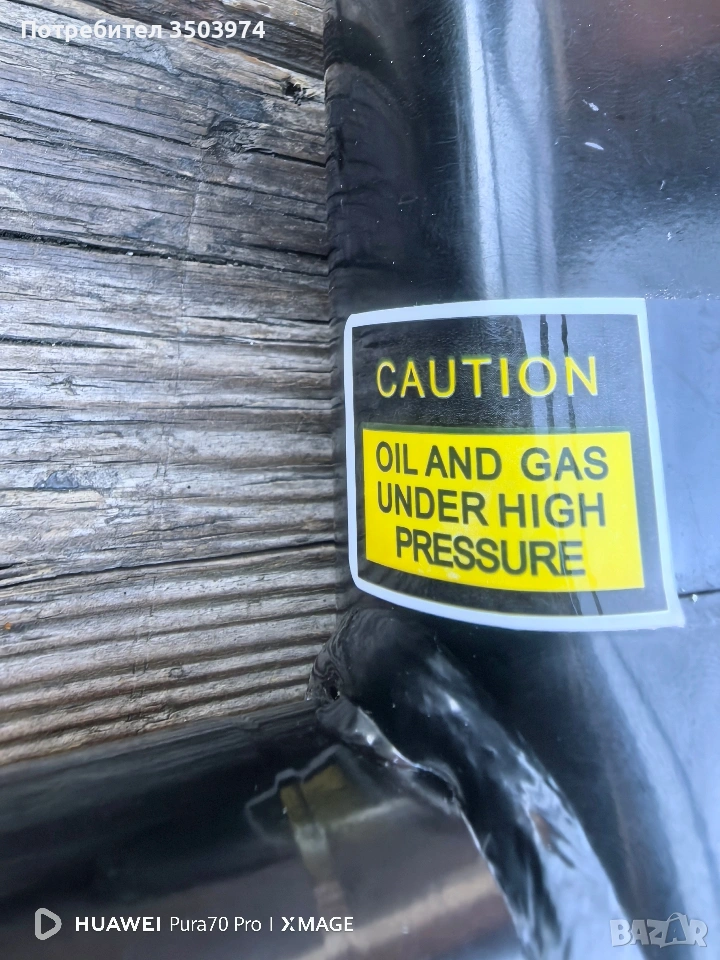 Потребител 3503974
CAUTION
OIL AND GAS
UNDER HIGH
PRESSURE
HUAWEI Pura70 Pro | XMAGE
BAZAR